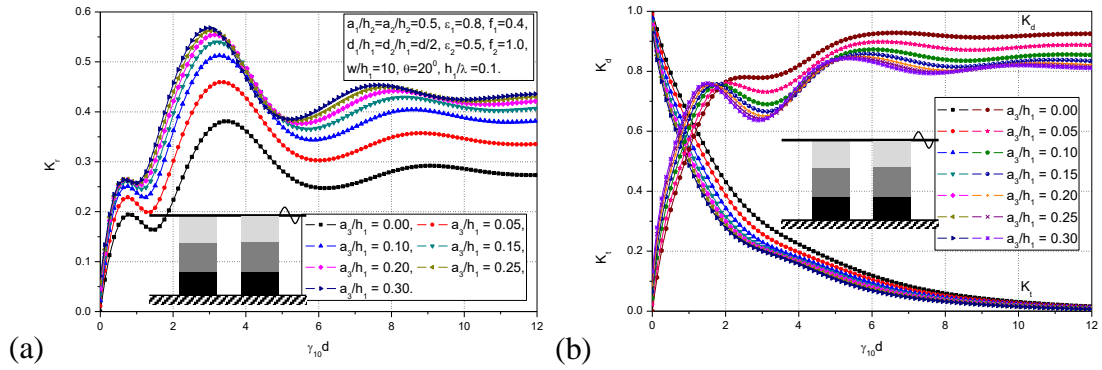 a₁/h₂=a₂/h₂=0.5, ε₁=0.8, f₁=0.4,
d₁/h₁=d₂/h₁=d/2, ε₂=0.5, f₂=1.0,
w/h₁=10, θ=20⁰, h₁/λ=0.1.
K_r
0.6
0.5
0.4
0.3
0.2
0.1
0.0
a₃/h₁ = 0.00, a₃/h₁ = 0.05,
a₃/h₁ = 0.10, a₃/h₁ = 0.15,
a₃/h₁ = 0.20, a₃/h₁ = 0.25,
a₃/h₁ = 0.30.
0 2 4 6 8 10 12
γ₁₀d
(a)
K_d
K_t
1.0
0.8
0.6
0.4
0.2
0.0
K_d
a₃/h₁ = 0.00
a₃/h₁ = 0.05
a₃/h₁ = 0.10
a₃/h₁ = 0.15
a₃/h₁ = 0.20
a₃/h₁ = 0.25
a₃/h₁ = 0.30
K_t
0 2 4 6 8 10 12
γ₁₀d
(b)